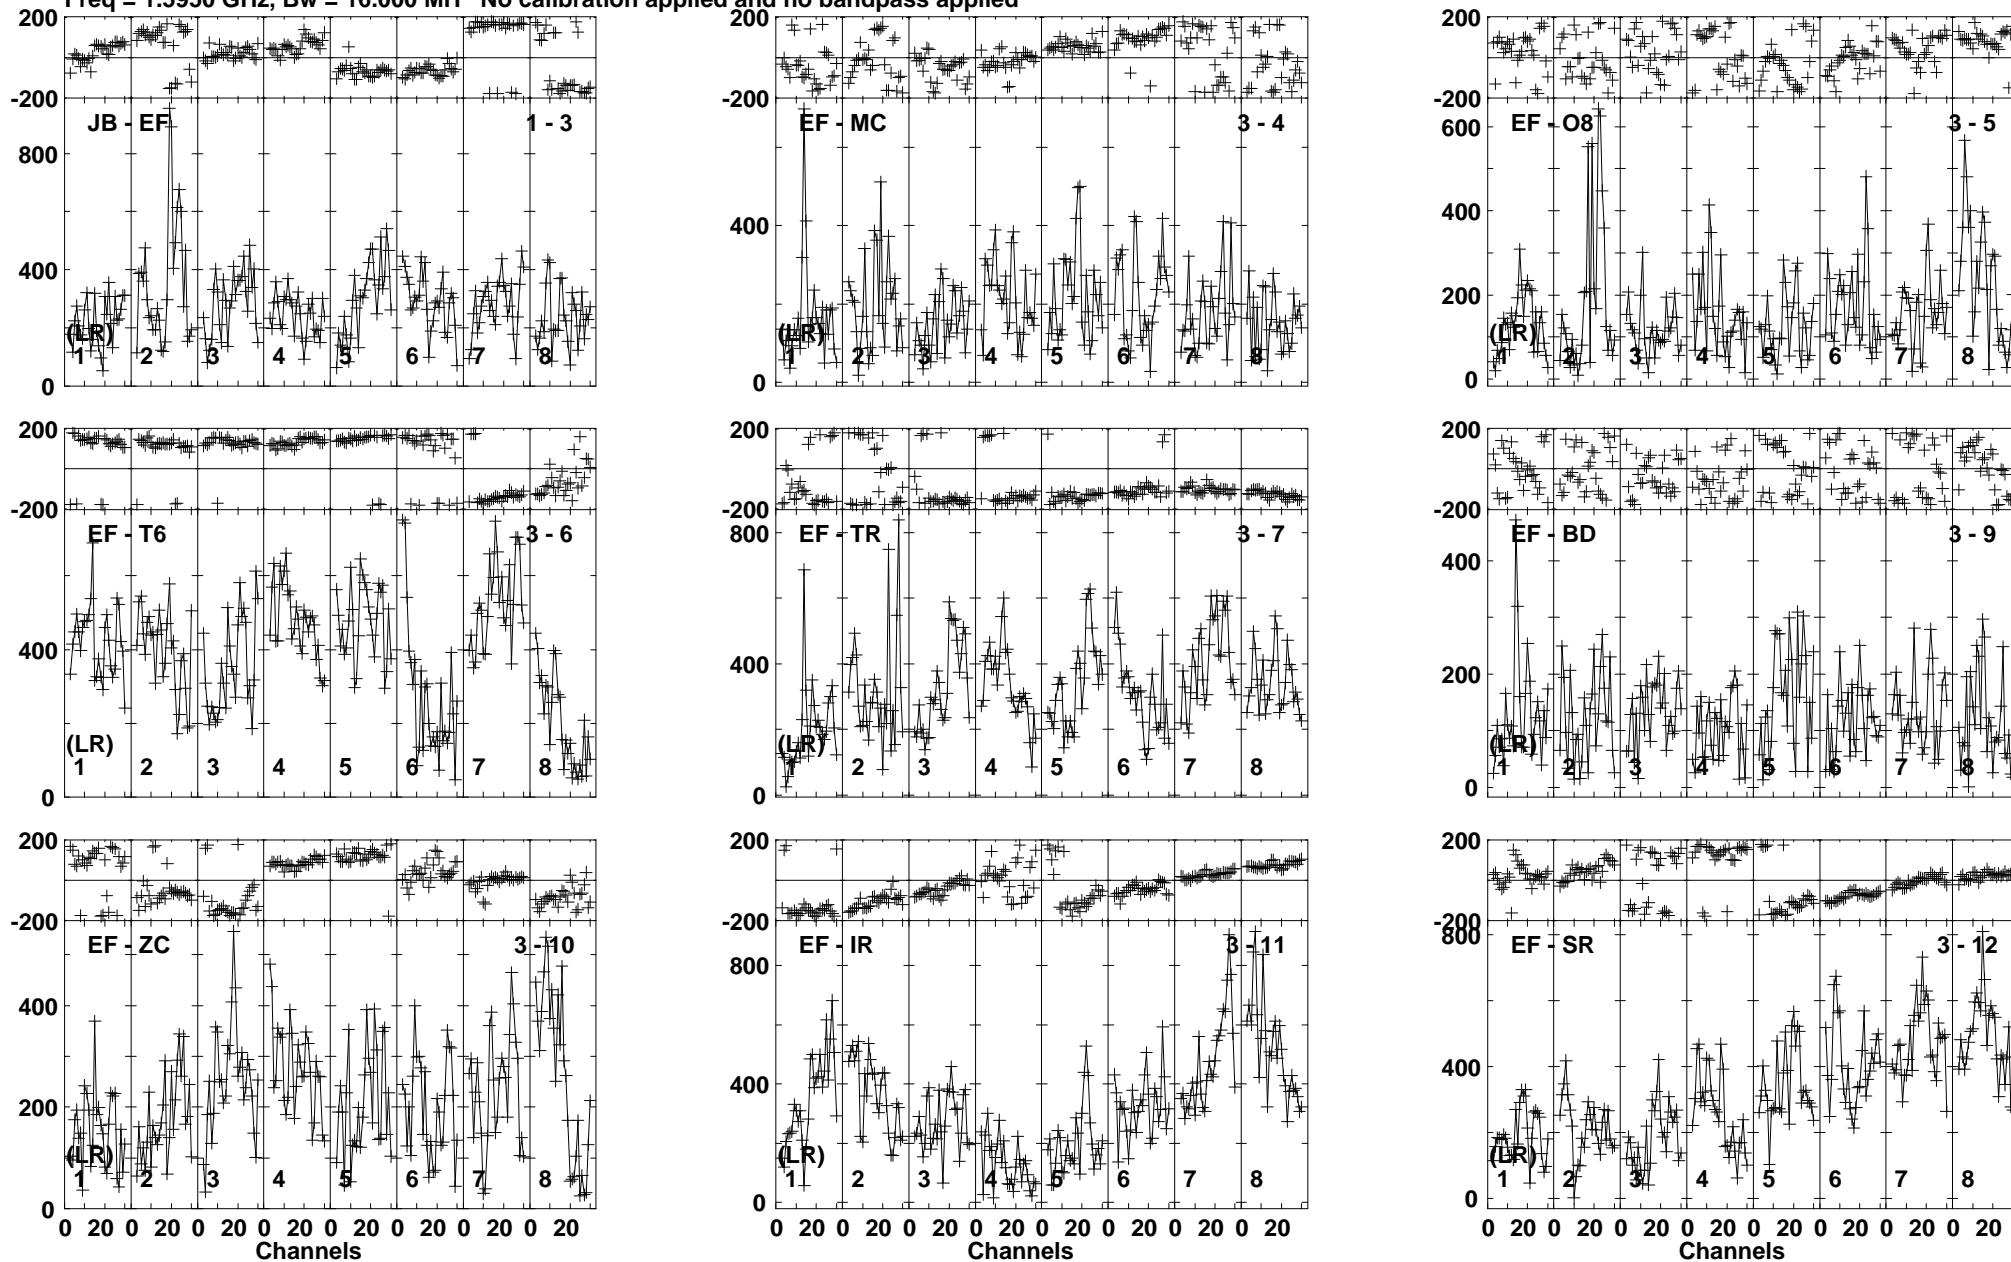 Freq = 1.5950 GHz, Bw = 16.000 MH No calibration applied and no bandpass applied
200 200 200
-200 -200 -200
JB - EF 1 - 3 EF - MC 3 - 4 EF - O8 3 - 5
800 400 600
400 400
200
(LR) (LR) (LR)
1 2 3 4 5 6 7 8 1 2 3 4 5 6 7 8 1 2 3 4 5 6 7 8
0 0 0
200 200 200
-200 -200 -200
EF - T6 3 - 6 EF - TR 3 - 7 EF - BD 3 - 9
800 400
400 400 200
(LR) (LR) (LR)
1 2 3 4 5 6 7 8 1 2 3 4 5 6 7 8 1 2 3 4 5 6 7 8
0 0 0
200 200 200
-200 -200 -200
EF - ZC 3 - 10 EF - IR 3 - 11 EF - SR 3 - 12
800 800
400 400 400
200
(LR) (LR) (LR)
1 2 3 4 5 6 7 8 1 2 3 4 5 6 7 8 1 2 3 4 5 6 7 8
0 0 0
0 20 0 20 0 20 0 20 0 20 0 20 0 20 0 20 0 20 0 20 0 20 0 20 0 20 0 20 0 20 0 20 0 20 0 20 0 20 0 20 0 20 0 20 0 20 0 20
Channels Channels Channels